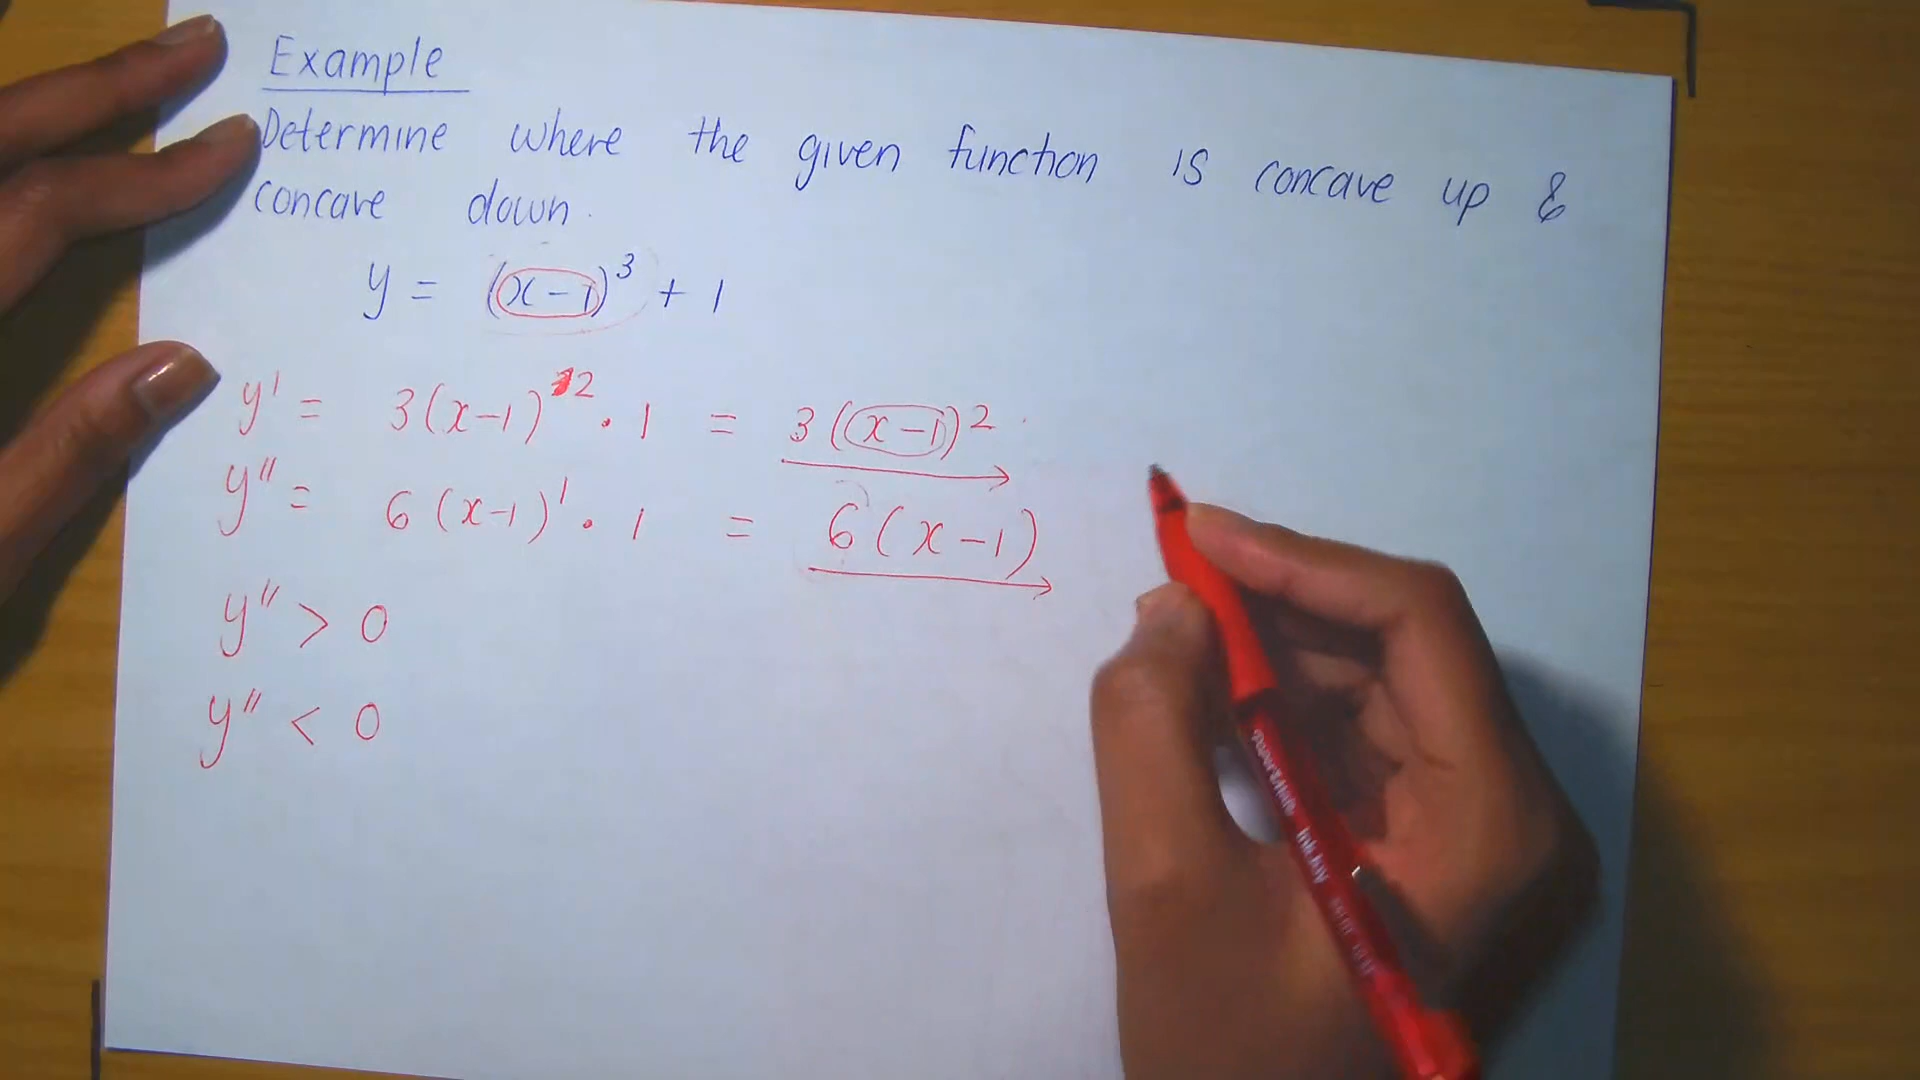 Example
Determine where the given function is concave up &
concave down.
y = (x-1)³ + 1
y' = 3(x-1)² · 1 = 3(x-1)²
y'' = 6(x-1)¹ · 1 = 6(x-1)
y'' > 0
y'' < 0
InkJoy